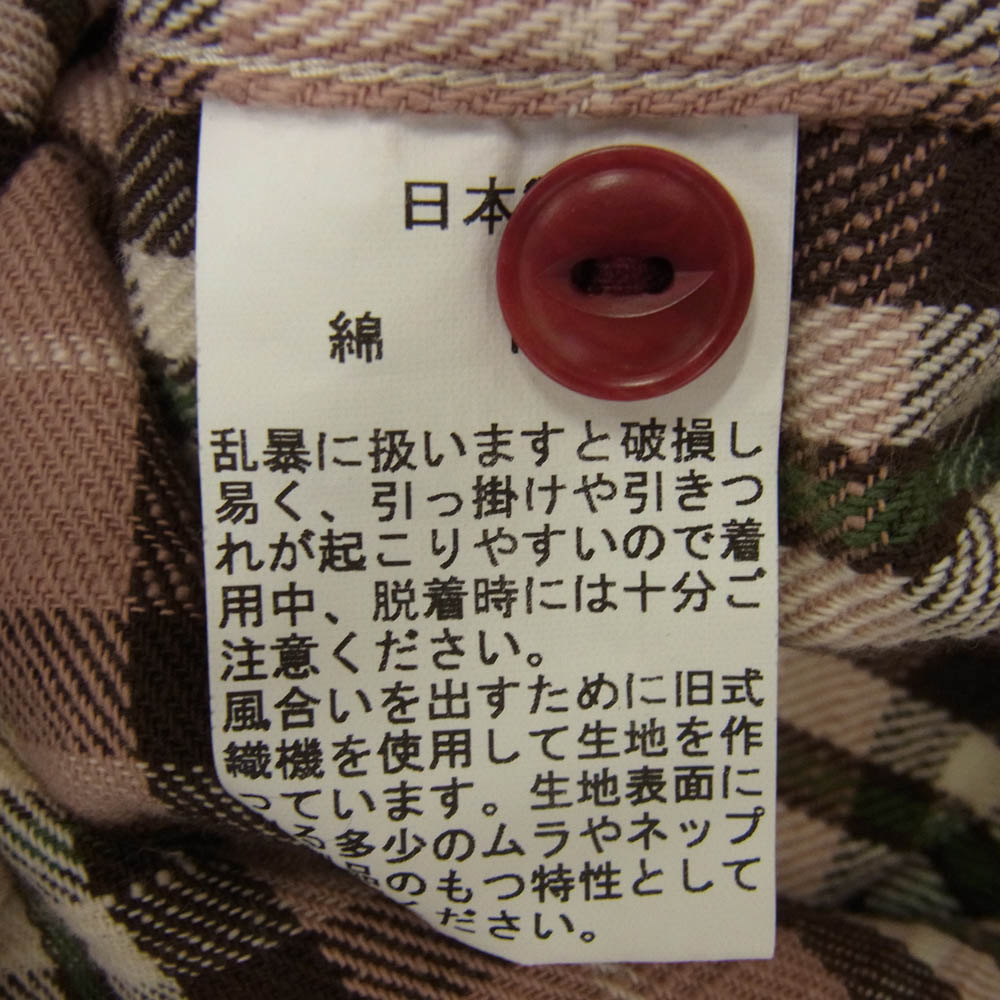 日本
綿
乱暴に扱いますと破損し
易く、引っ掛けや引きつ
れが起こりやすいので着
用中、脱着時には十分ご
注意ください。
風合いを出すために旧式
織機を使用して生地を作
っています。生地表面に
る多少のムラやネップ
のもつ特性として
ださい。